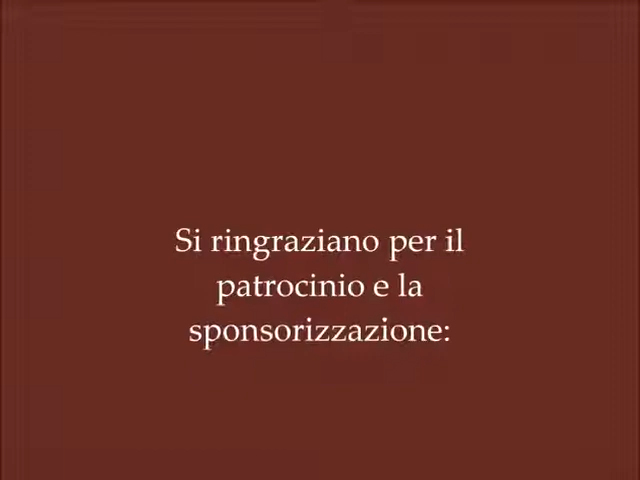 Si ringraziano per il
patrocinio e la
sponsorizzazione: